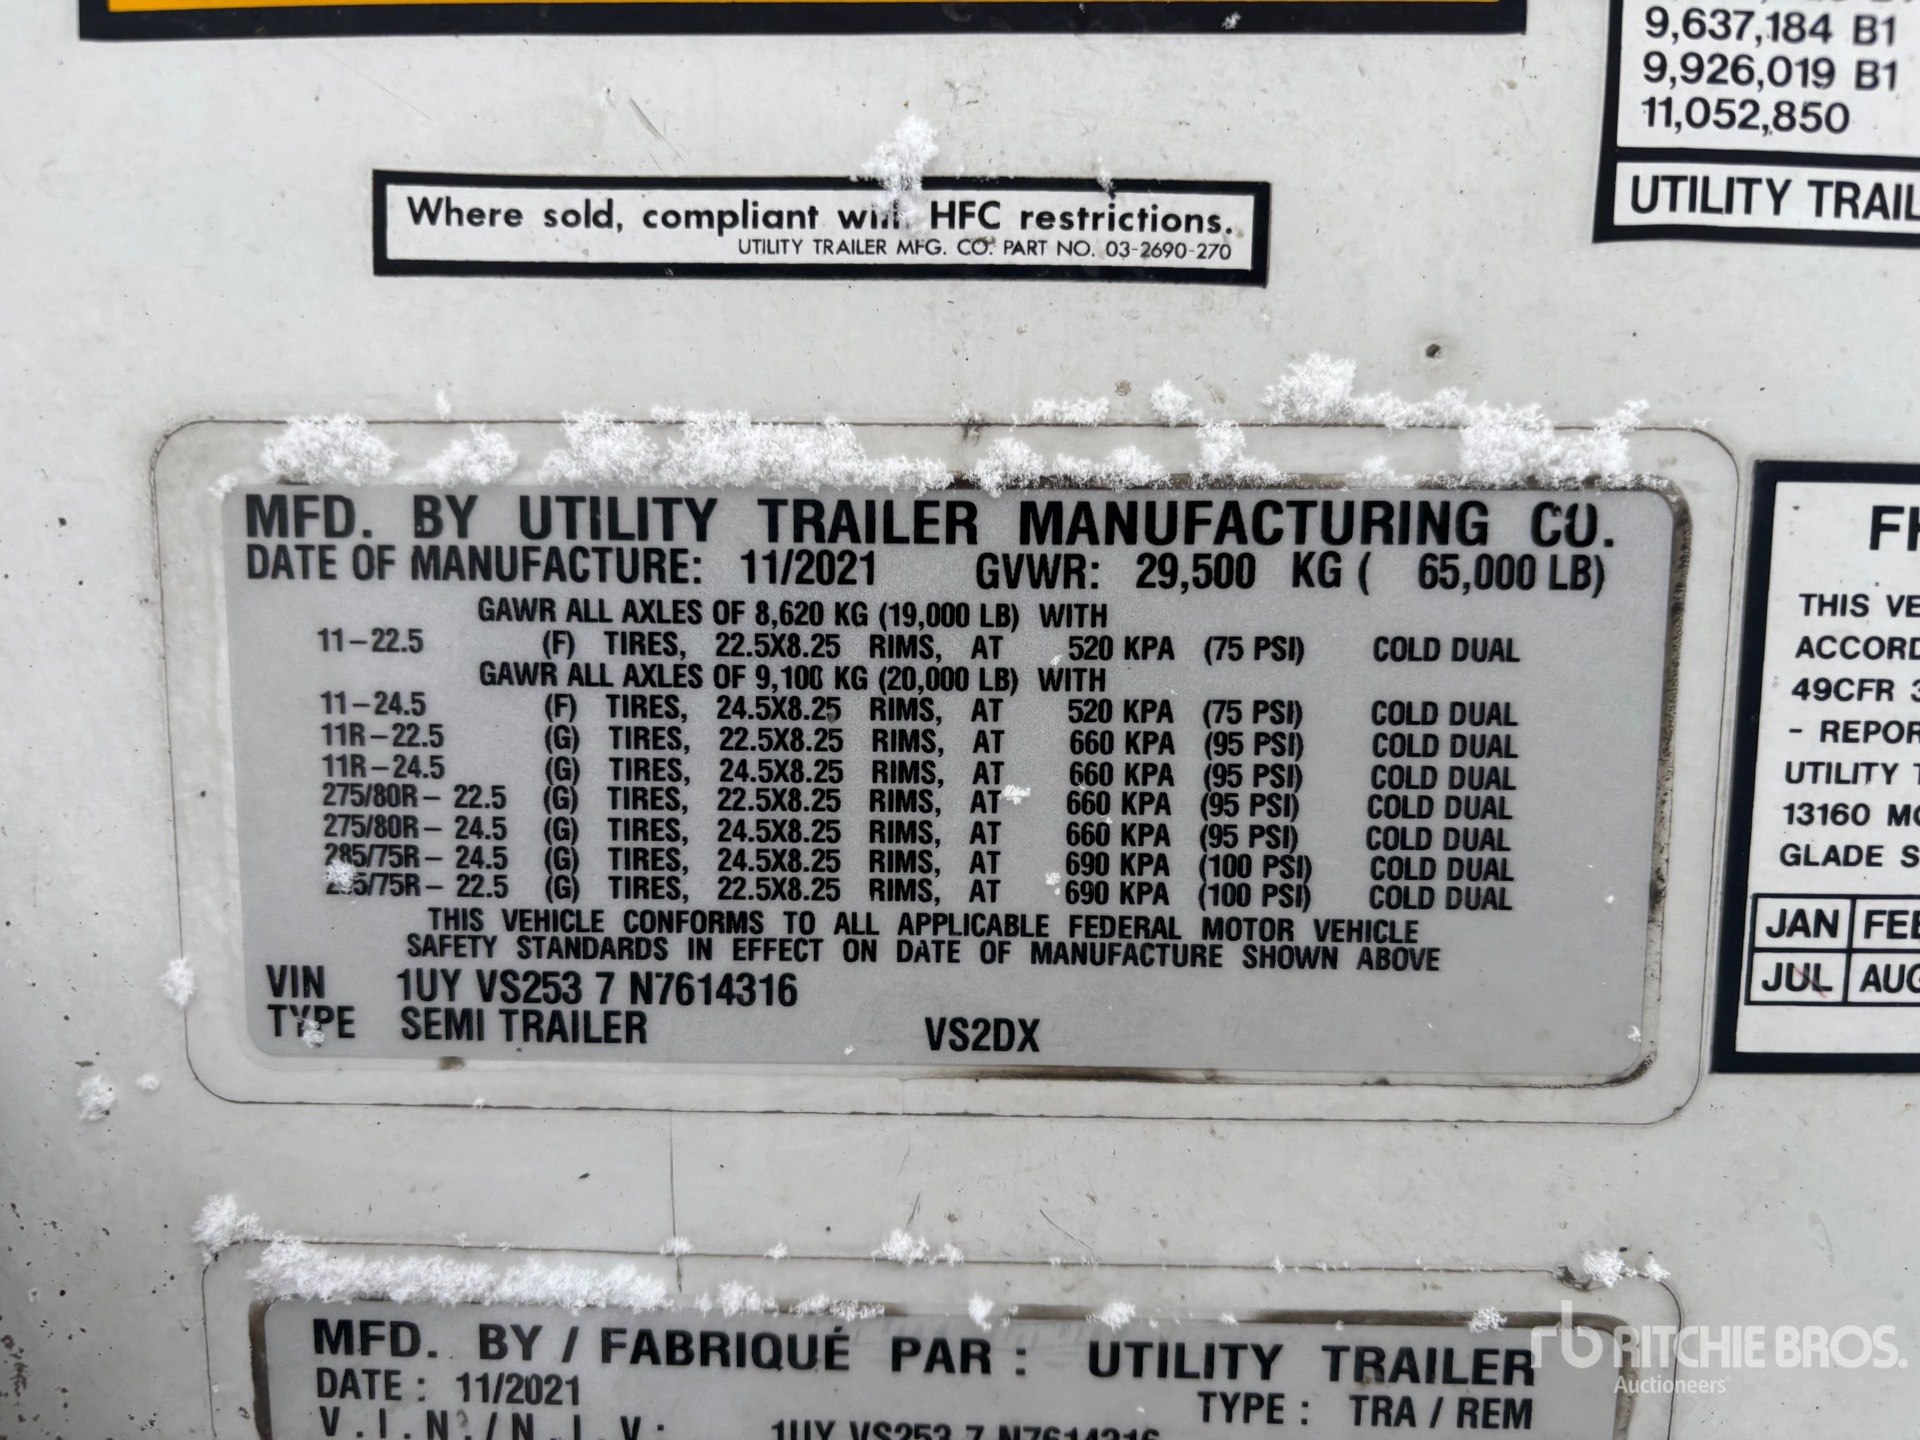 9,637,184 B1
9,926,019 B1
11,052,850
UTILITY TRAIL
Where sold, compliant with HFC restrictions.
UTILITY TRAILER MFG. CO. PART NO. 03-2690-270
MFD. BY UTILITY TRAILER MANUFACTURING CO.
DATE OF MANUFACTURE: 11/2021 GVWR: 29,500 KG ( 65,000 LB)
GAWR ALL AXLES OF 8,620 KG (19,000 LB) WITH
11-22.5 (F) TIRES, 22.5X8.25 RIMS, AT 520 KPA (75 PSI) COLD DUAL
GAWR ALL AXLES OF 9,100 KG (20,000 LB) WITH
11-24.5 (F) TIRES, 24.5X8.25 RIMS, AT 520 KPA (75 PSI) COLD DUAL
11R-22.5 (G) TIRES, 22.5X8.25 RIMS, AT 660 KPA (95 PSI) COLD DUAL
11R-24.5 (G) TIRES, 24.5X8.25 RIMS, AT 660 KPA (95 PSI) COLD DUAL
275/80R- 22.5 (G) TIRES, 22.5X8.25 RIMS, AT 660 KPA (95 PSI) COLD DUAL
275/80R- 24.5 (G) TIRES, 24.5X8.25 RIMS, AT 660 KPA (95 PSI) COLD DUAL
285/75R- 24.5 (G) TIRES, 24.5X8.25 RIMS, AT 690 KPA (100 PSI) COLD DUAL
22.5 (G) TIRES, 22.5X8.25 RIMS, AT 690 KPA (100 PSI) COLD DUAL
THIS VEHICLE CONFORMS TO ALL APPLICABLE FEDERAL MOTOR VEHICLE
SAFETY STANDARDS IN EFFECT ON DATE OF MANUFACTURE SHOWN ABOVE
VIN 1UY VS253 7 N7614316
TYPE SEMI TRAILER VS2DX
FH
THIS VE
ACCORD
49CFR 3
- REPOR
UTILITY T
13160 MO
GLADE S
JAN FEB
JUL AUG
MFD. BY / FABRIQUÉ PAR : UTILITY TRAILER
DATE : 11/2021 TYPE : TRA / REM
V.I.N./N.I.V: 1UY VS253 7 N7614316
rb RITCHIE BROS.
Auctioneers